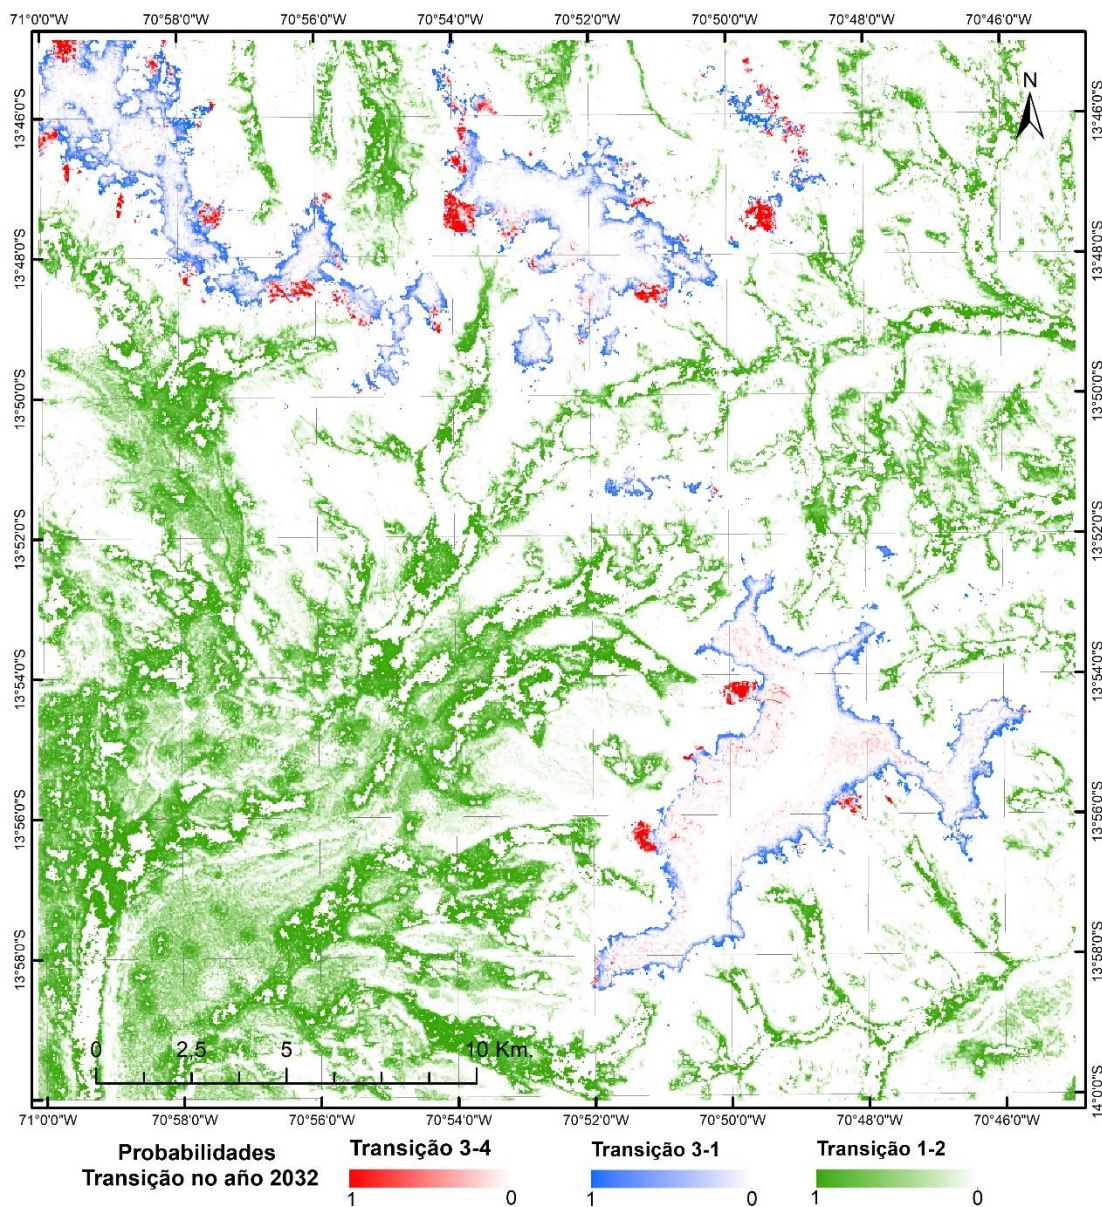 71°00'0"W 70°58'0"W 70°56'0"W 70°54'0"W 70°52'0"W 70°50'0"W 70°48'0"W 70°46'0"W
N
13°46'0"S 13°46'0"S
13°48'0"S 13°48'0"S
13°50'0"S 13°50'0"S
13°52'0"S 13°52'0"S
13°54'0"S 13°54'0"S
13°56'0"S 13°56'0"S
13°58'0"S 13°58'0"S
0 2,5 5 10 Km.
14°0'0"S
71°00'0"W 70°58'0"W 70°56'0"W 70°54'0"W 70°52'0"W 70°50'0"W 70°48'0"W 70°46'0"W
Probabilidades
Transição no año 2032
Transição 3-4
1 0
Transição 3-1
1 0
Transição 1-2
1 0